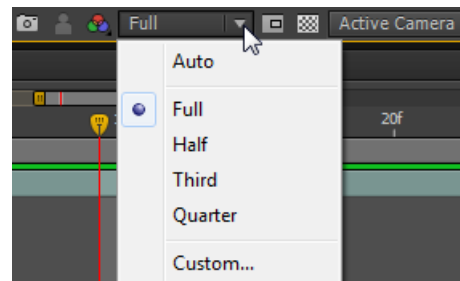 Full Active Camera
Auto
Full 20f
Half
Third
Quarter
Custom...